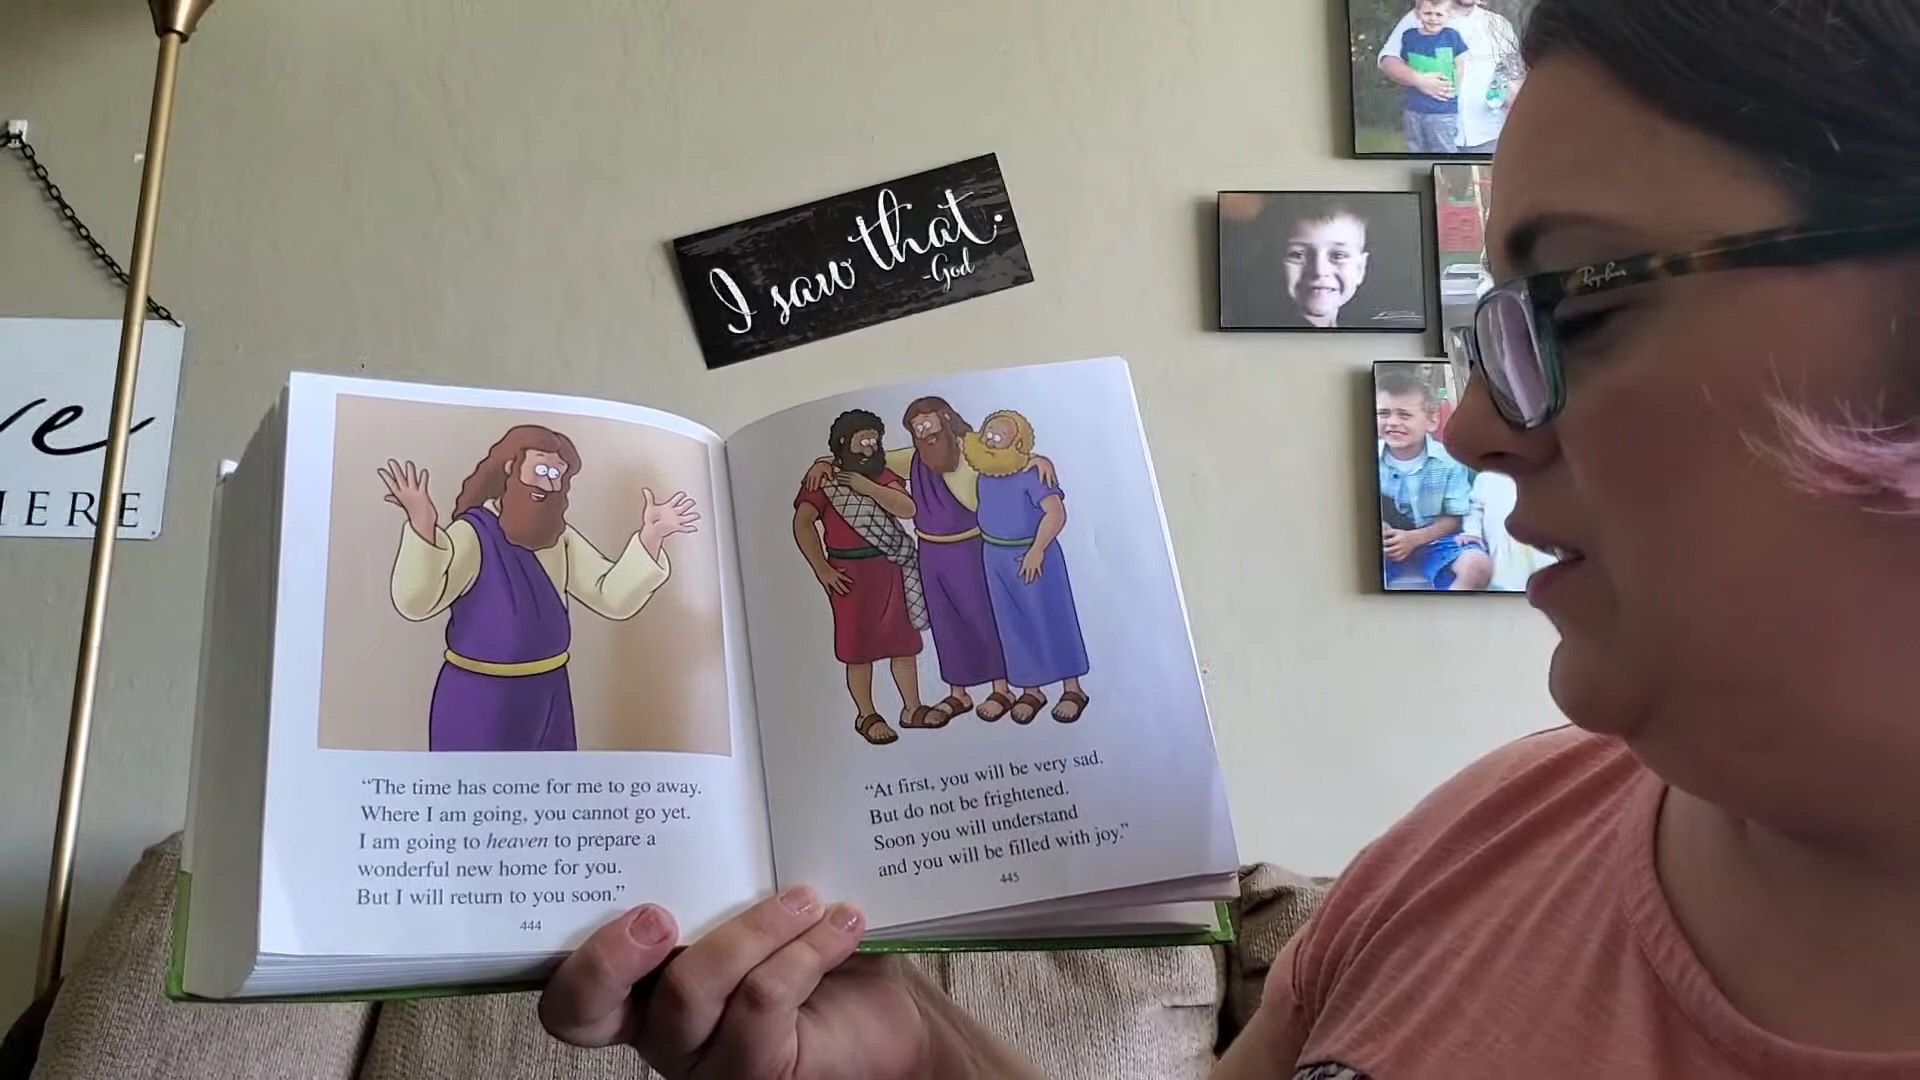 I saw that.
-God
Ray-Ban
ve
HERE
“The time has come for me to go away.
Where I am going, you cannot go yet.
I am going to heaven to prepare a
wonderful new home for you.
But I will return to you soon.”
444
“At first, you will be very sad.
But do not be frightened.
Soon you will understand
and you will be filled with joy.”
445